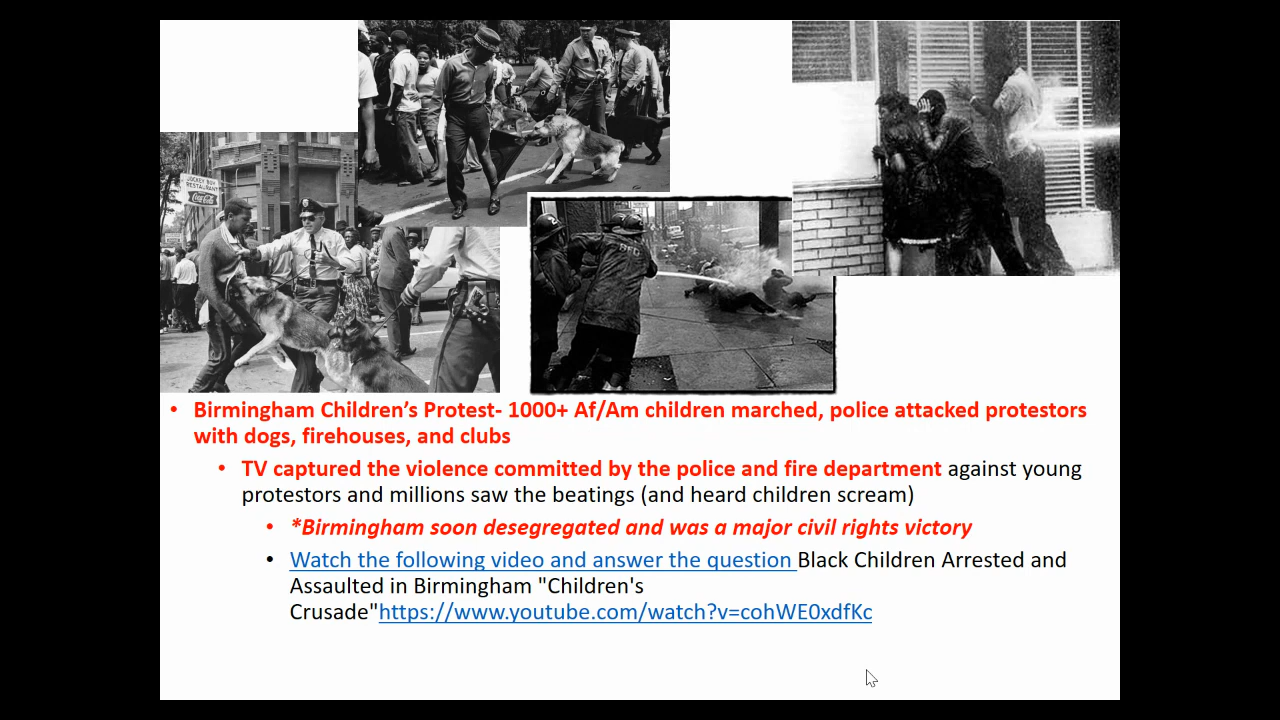 JOCKEY BOY
RESTAURANT
Coca-Cola
BFD
• Birmingham Children’s Protest- 1000+ Af/Am children marched, police attacked protestors
with dogs, firehouses, and clubs
• TV captured the violence committed by the police and fire department against young
protestors and millions saw the beatings (and heard children scream)
• *Birmingham soon desegregated and was a major civil rights victory
• Watch the following video and answer the question Black Children Arrested and
Assaulted in Birmingham "Children's
Crusade"https://www.youtube.com/watch?v=cohWE0xdfKc